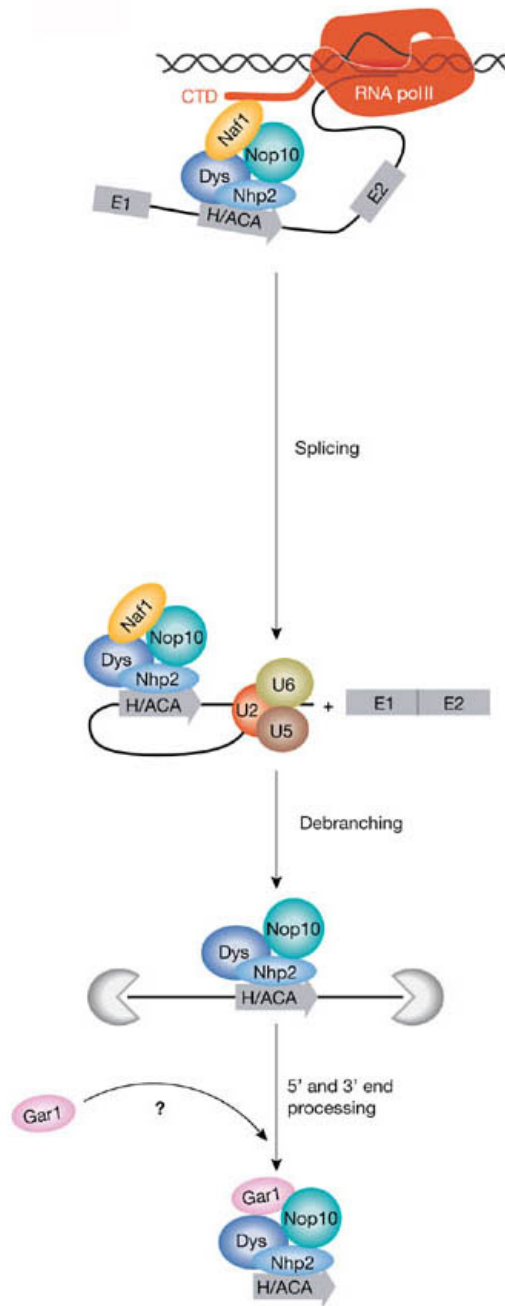 RNA polII
CTD
Naf1
Nop10
Dys
Nhp2
E1
H/ACA
E2
Splicing
Naf1
Nop10
Dys
Nhp2
U6
H/ACA
U2
+
E1
E2
U5
Debranching
Nop10
Dys
Nhp2
H/ACA
5' and 3' end
processing
Gar1
?
Gar1
Nop10
Dys
Nhp2
H/ACA